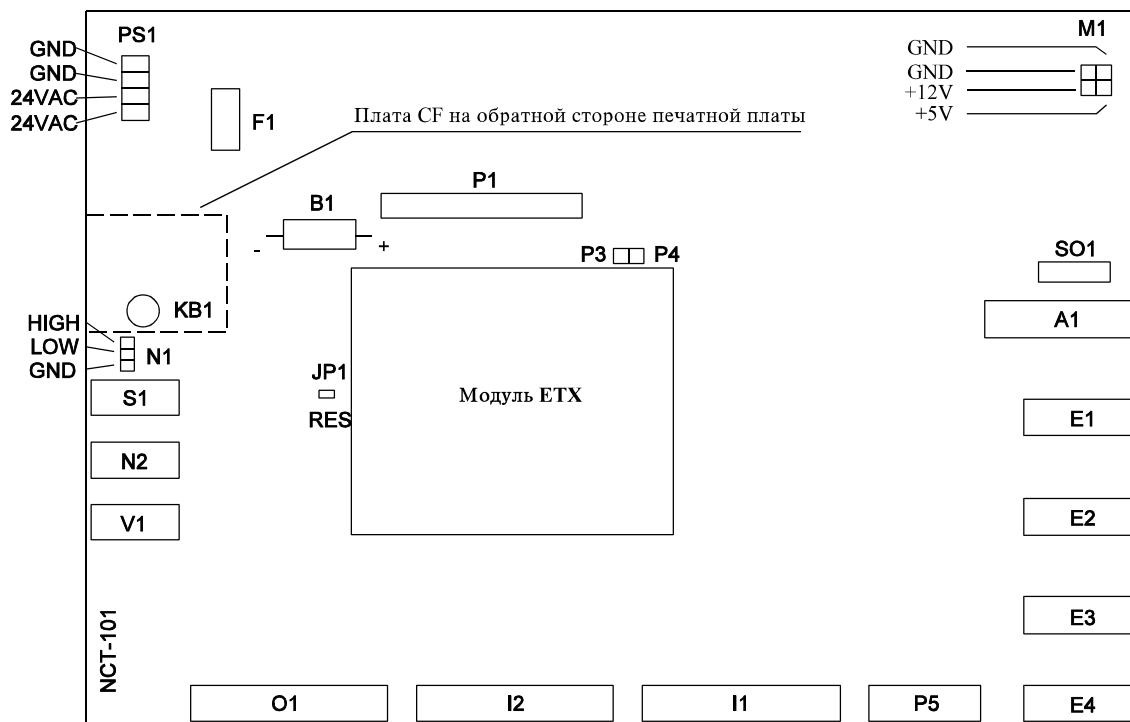 PS1
M1
GND
GND
24VAC
24VAC
GND
GND
+12V
+5V
F1
Плата CF на обратной стороне печатной платы
P1
B1
-
+
P3
P4
SO1
KB1
A1
HIGH
LOW
GND
N1
JP1
RES
Модуль ETX
S1
E1
N2
V1
E2
E3
NCT-101
O1
I2
I1
P5
E4